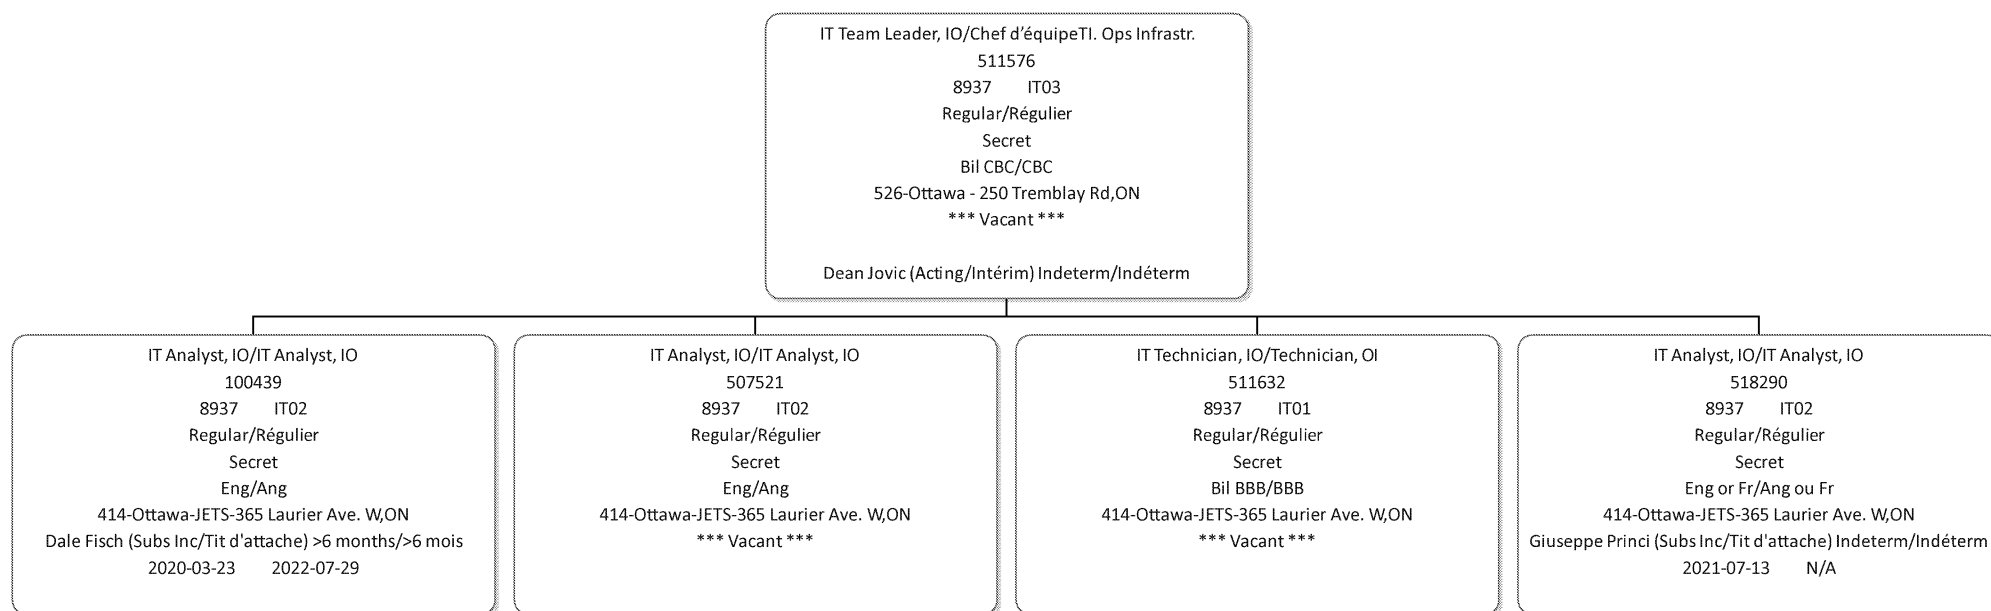 IT Team Leader, IO/Chef d'équipeTI. Ops Infrastr.
511576
8937 IT03
Regular/Régulier
Secret
Bil CBC/CBC
526-Ottawa - 250 Tremblay Rd,ON
*** Vacant ***
Dean Jovic (Acting/Intérim) Indeterm/Indéterm
IT Analyst, IO/IT Analyst, IO
100439
8937 IT02
Regular/Régulier
Secret
Eng/Ang
414-Ottawa-JETS-365 Laurier Ave. W,ON
Dale Fisch (Subs Inc/Tit d'attache) >6 months/>6 mois
2020-03-23 2022-07-29
IT Analyst, IO/IT Analyst, IO
507521
8937 IT02
Regular/Régulier
Secret
Eng/Ang
414-Ottawa-JETS-365 Laurier Ave. W,ON
*** Vacant ***
IT Technician, IO/Technician, OI
511632
8937 IT01
Regular/Régulier
Secret
Bil BBB/BBB
414-Ottawa-JETS-365 Laurier Ave. W,ON
*** Vacant ***
IT Analyst, IO/IT Analyst, IO
518290
8937 IT02
Regular/Régulier
Secret
Eng or Fr/Ang ou Fr
414-Ottawa-JETS-365 Laurier Ave. W,ON
Giuseppe Princi (Subs Inc/Tit d'attache) Indeterm/Indéterm
2021-07-13 N/A